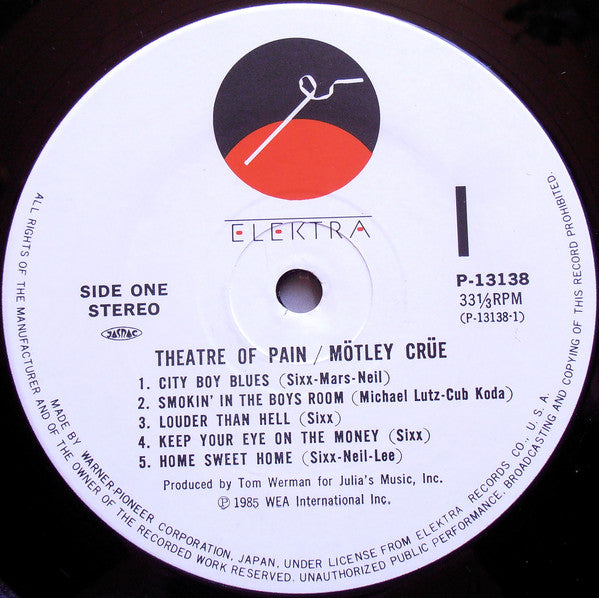 ELEKTRA
SIDE ONE
STEREO
JASRAC
P-13138
33⅓RPM
(P-13138-1)
THEATRE OF PAIN / MÖTLEY CRÜE
1. CITY BOY BLUES (Sixx-Mars-Neil)
2. SMOKIN' IN THE BOYS ROOM (Michael Lutz-Cub Koda)
3. LOUDER THAN HELL (Sixx)
4. KEEP YOUR EYE ON THE MONEY (Sixx)
5. HOME SWEET HOME (Sixx-Neil-Lee)
Produced by Tom Werman for Julia's Music, Inc.
Ⓟ 1985 WEA International Inc.
MADE BY WARNER-PIONEER CORPORATION, JAPAN, UNDER LICENSE FROM ELEKTRA RECORDS CO., U.S.A.
ALL RIGHTS OF THE MANUFACTURER AND OF THE OWNER OF THE RECORDED WORK RESERVED. UNAUTHORIZED PUBLIC PERFORMANCE, BROADCASTING AND COPYING OF THIS RECORD PROHIBITED.